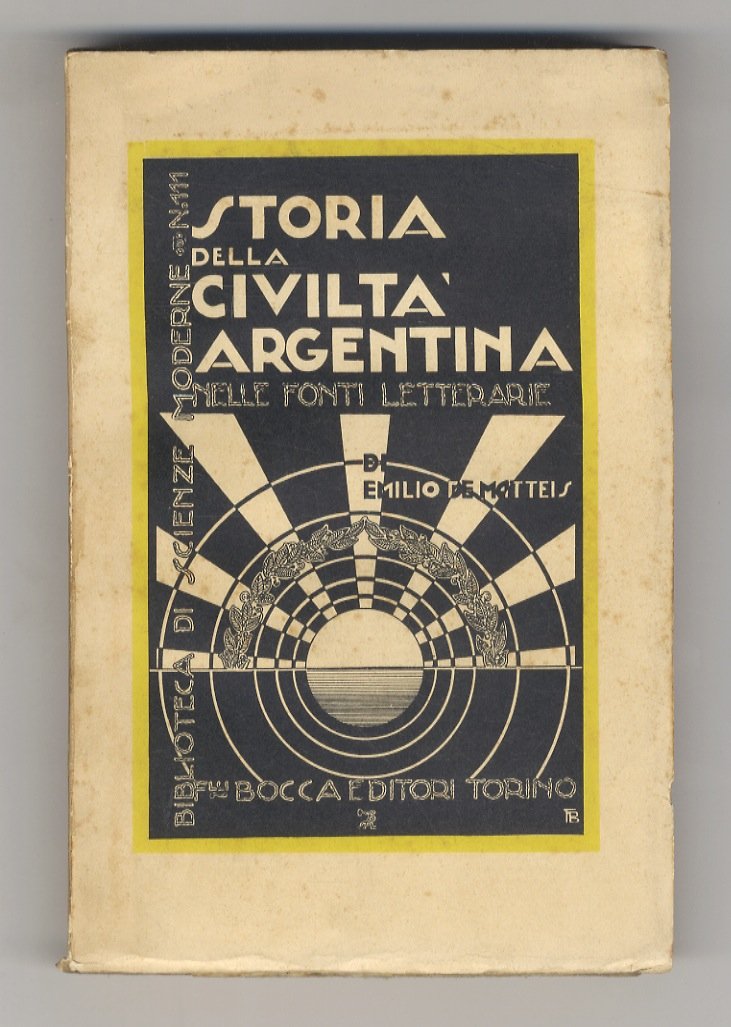 STORIA
DELLA
CIVILTA'
ARGENTINA
NELLE FONTI LETTERARIE
DI
EMILIO DE MATTEIS
BIBLIOTECA DI SCIENZE MODERNE N.111
F.LLI BOCCA EDITORI TORINO